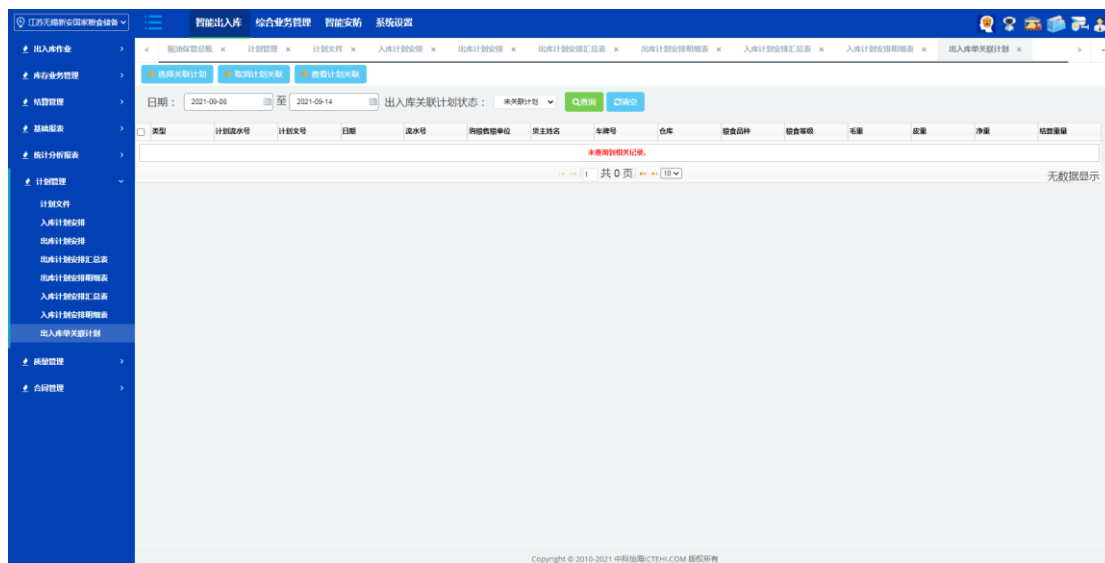 江苏无锡新安国家粮食储备
智能出入库 综合业务管理 智能安防 系统设置
出入库作业
粮油保管总账 × 计划管理 × 计划文件 × 入库计划安排 × 出库计划安排 × 出库计划安排汇总表 × 出库计划安排明细表 × 入库计划安排汇总表 × 入库计划安排明细表 × 出入库单关联计划 ×
库存业务管理
选择关联计划 取消计划关联 查看计划关联
结算管理
日期： 2021-09-08 至 2021-09-14 出入库关联计划状态： 未关联计划 查询 清空
基础报表
类型 计划流水号 计划文号 日期 流水号 购粮售粮单位 货主姓名 车牌号 仓库 粮食品种 粮食等级 毛重 皮重 净重 结算重量
统计分析报表
未查询到相关记录。
计划管理
1 共 0 页 10
无数据显示
计划文件
入库计划安排
出库计划安排
出库计划安排汇总表
出库计划安排明细表
入库计划安排汇总表
入库计划安排明细表
出入库单关联计划
质量管理
合同管理
Copyright © 2010-2021 中科怡海ICTEHI.COM 版权所有